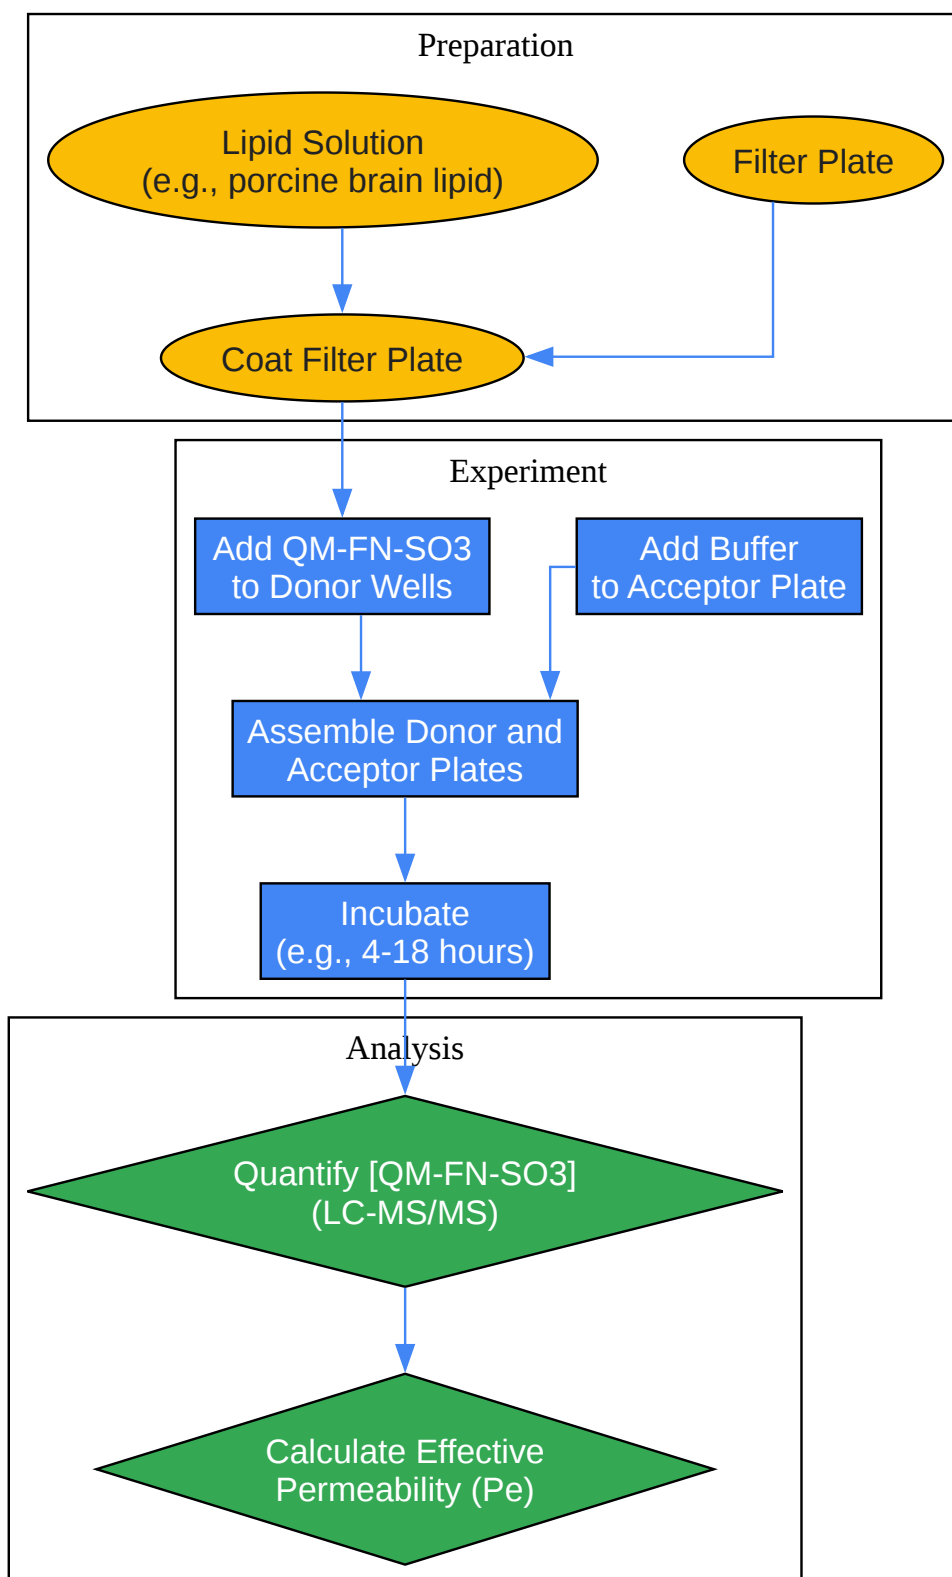 Preparation
Lipid Solution
(e.g., porcine brain lipid)
Filter Plate
Coat Filter Plate
Experiment
Add QM-FN-SO3
to Donor Wells
Add Buffer
to Acceptor Plate
Assemble Donor and
Acceptor Plates
Incubate
(e.g., 4-18 hours)
Analysis
Quantify [QM-FN-SO3]
(LC-MS/MS)
Calculate Effective
Permeability (Pe)